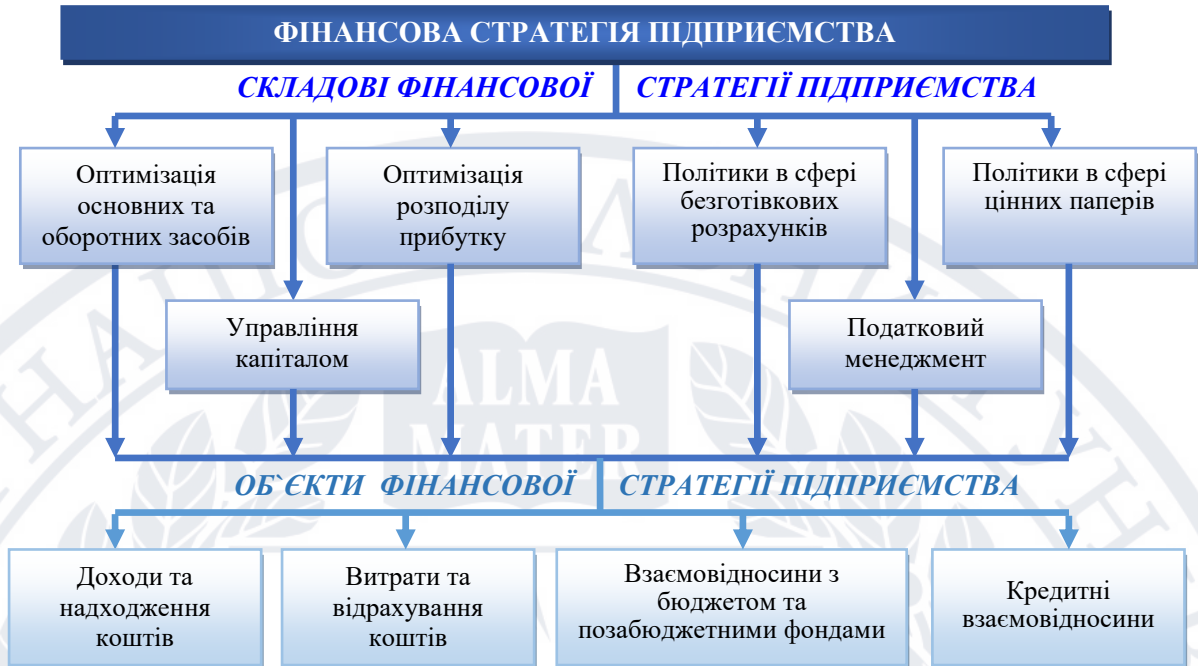 ФІНАНСОВА СТРАТЕГІЯ ПІДПРИЄМСТВА
СКЛАДОВІ ФІНАНСОВОЇ СТРАТЕГІЇ ПІДПРИЄМСТВА
Оптимізація
основних та
оборотних засобів
Оптимізація
розподілу
прибутку
Політики в сфері
безготівкових
розрахунків
Політики в сфері
цінних паперів
Управління
капіталом
Податковий
менеджмент
ALMA
MATER
ОБ`ЄКТИ ФІНАНСОВОЇ СТРАТЕГІЇ ПІДПРИЄМСТВА
Доходи та
надходження
коштів
Витрати та
відрахування
коштів
Взаємовідносини з
бюджетом та
позабюджетними фондами
Кредитні
взаємовідносини